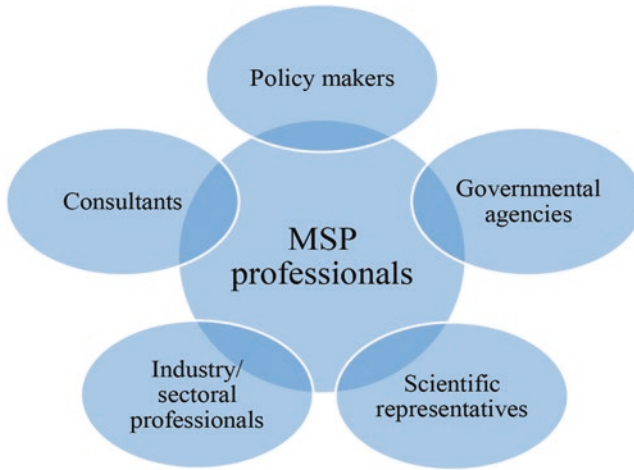 Policy makers
Consultants
Governmental
agencies
MSP
professionals
Industry/
sectoral
professionals
Scientific
representatives